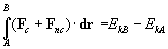 ∫_A^B (F_c + F_nc) · dr = E_kB − E_kA